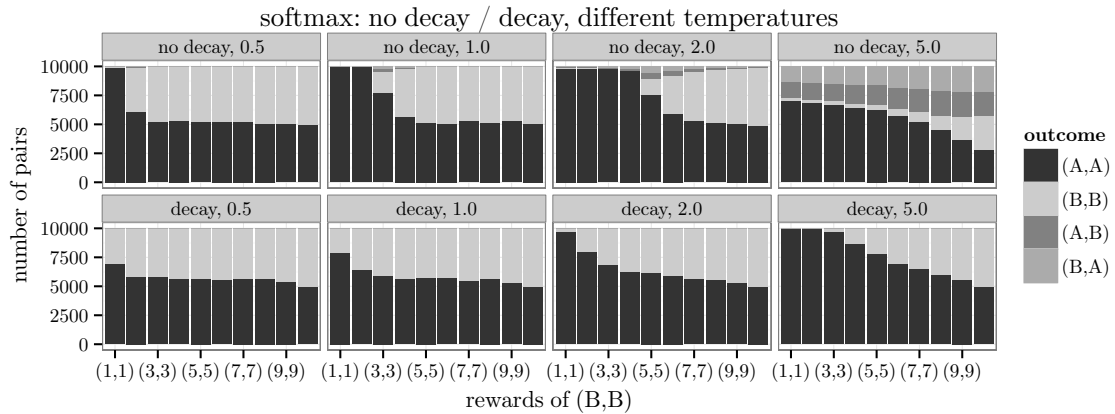 softmax: no decay / decay, different temperatures
no decay, 0.5
no decay, 1.0
no decay, 2.0
no decay, 5.0
10000
7500
5000
2500
0
decay, 0.5
decay, 1.0
decay, 2.0
decay, 5.0
10000
7500
5000
2500
0
number of pairs
(1,1) (3,3) (5,5) (7,7) (9,9)
(1,1) (3,3) (5,5) (7,7) (9,9)
(1,1) (3,3) (5,5) (7,7) (9,9)
(1,1) (3,3) (5,5) (7,7) (9,9)
rewards of (B,B)
outcome
(A,A)
(B,B)
(A,B)
(B,A)